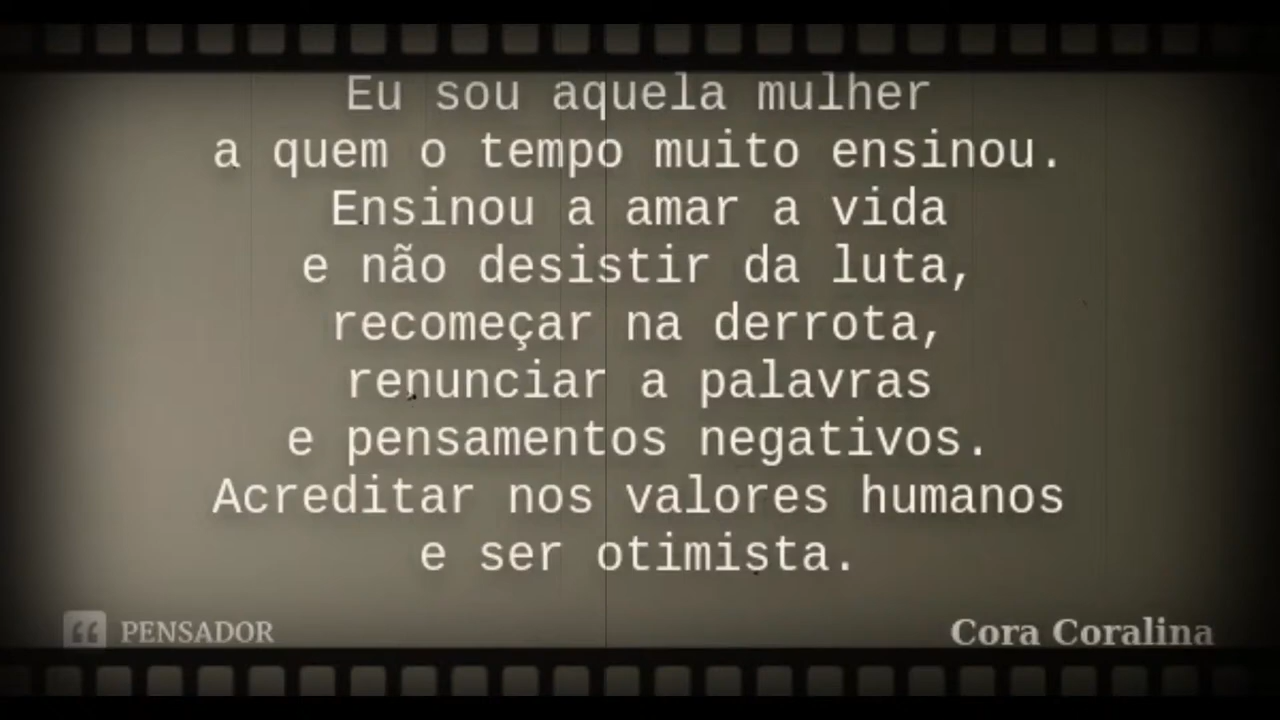 Eu sou aquela mulher
a quem o tempo muito ensinou.
Ensinou a amar a vida
e não desistir da luta,
recomeçar na derrota,
renunciar a palavras
e pensamentos negativos.
Acreditar nos valores humanos
e ser otimista.
PENSADOR
Cora Coralina